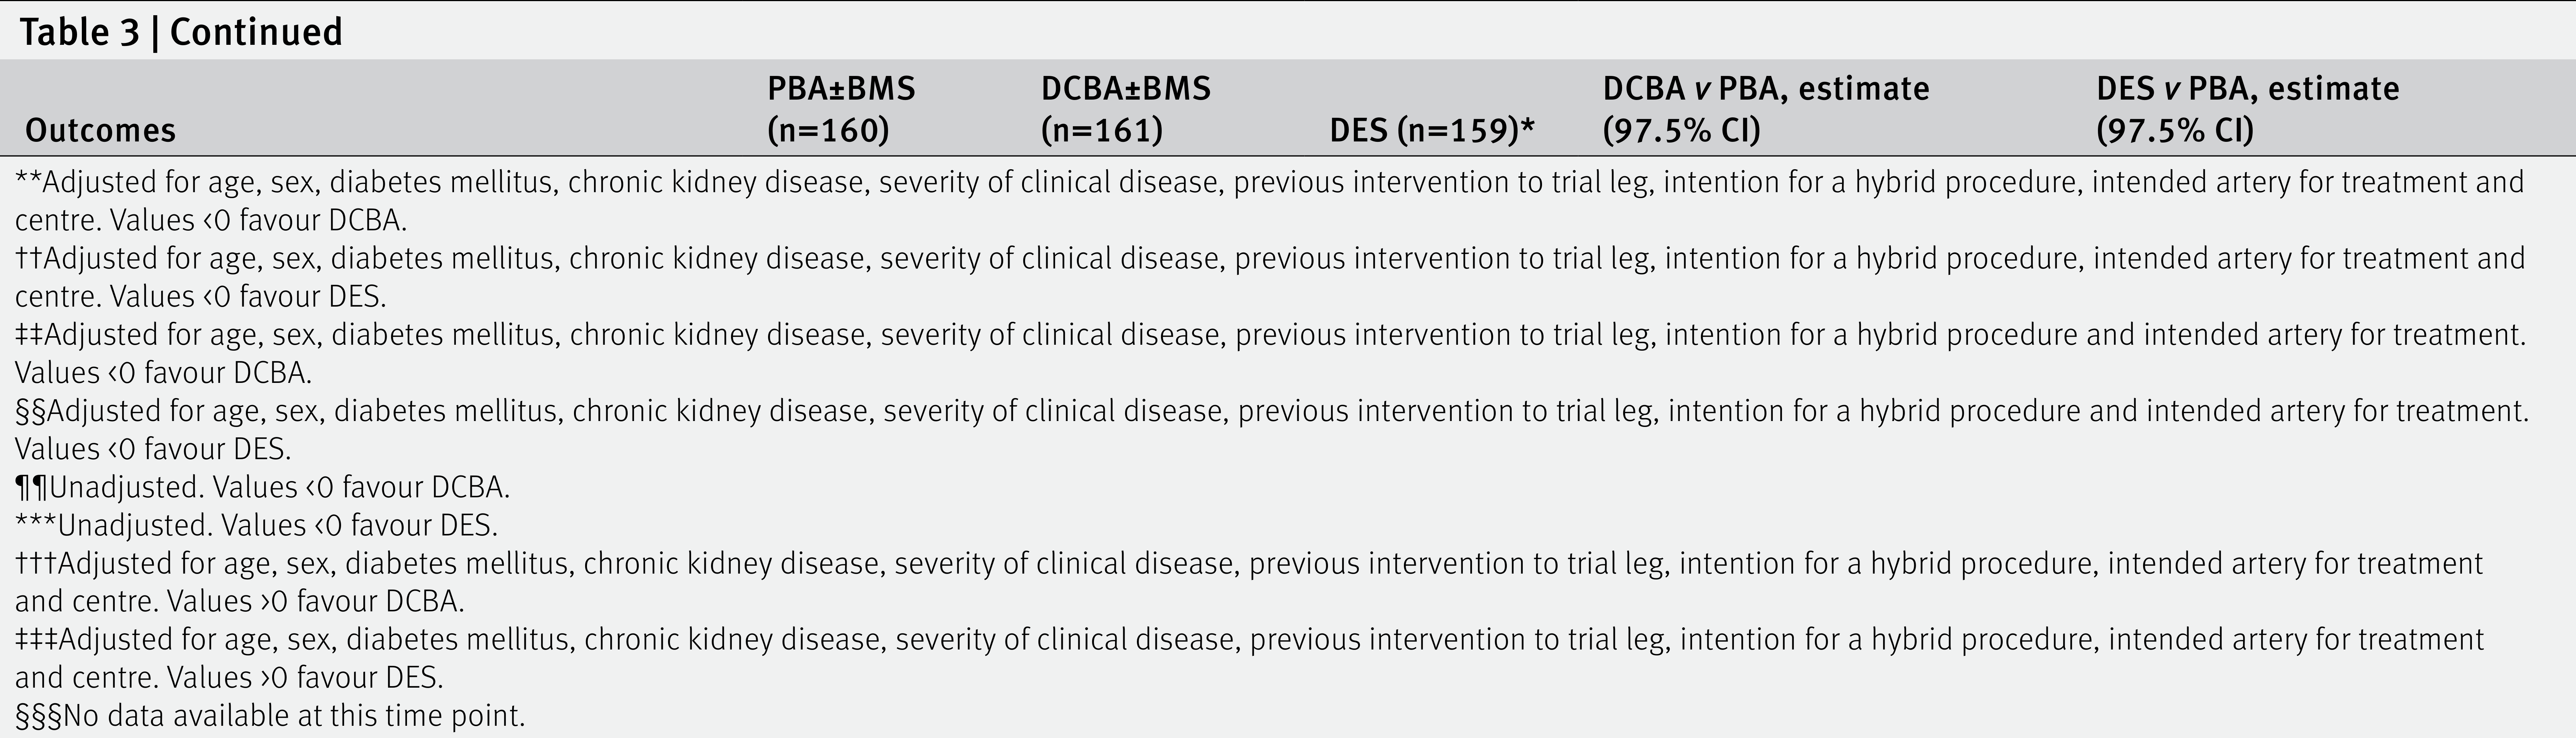 Table 3 | Continued
Outcomes
PBA±BMS
(n=160)
DCBA±BMS
(n=161)
DES (n=159)*
DCBA v PBA, estimate
(97.5% CI)
DES v PBA, estimate
(97.5% CI)
**Adjusted for age, sex, diabetes mellitus, chronic kidney disease, severity of clinical disease, previous intervention to trial leg, intention for a hybrid procedure, intended artery for treatment and
centre. Values <0 favour DCBA.
††Adjusted for age, sex, diabetes mellitus, chronic kidney disease, severity of clinical disease, previous intervention to trial leg, intention for a hybrid procedure, intended artery for treatment and
centre. Values <0 favour DES.
‡‡Adjusted for age, sex, diabetes mellitus, chronic kidney disease, severity of clinical disease, previous intervention to trial leg, intention for a hybrid procedure and intended artery for treatment.
Values <0 favour DCBA.
§§Adjusted for age, sex, diabetes mellitus, chronic kidney disease, severity of clinical disease, previous intervention to trial leg, intention for a hybrid procedure and intended artery for treatment.
Values <0 favour DES.
¶¶Unadjusted. Values <0 favour DCBA.
***Unadjusted. Values <0 favour DES.
†††Adjusted for age, sex, diabetes mellitus, chronic kidney disease, severity of clinical disease, previous intervention to trial leg, intention for a hybrid procedure, intended artery for treatment
and centre. Values >0 favour DCBA.
‡‡‡Adjusted for age, sex, diabetes mellitus, chronic kidney disease, severity of clinical disease, previous intervention to trial leg, intention for a hybrid procedure, intended artery for treatment
and centre. Values >0 favour DES.
§§§No data available at this time point.